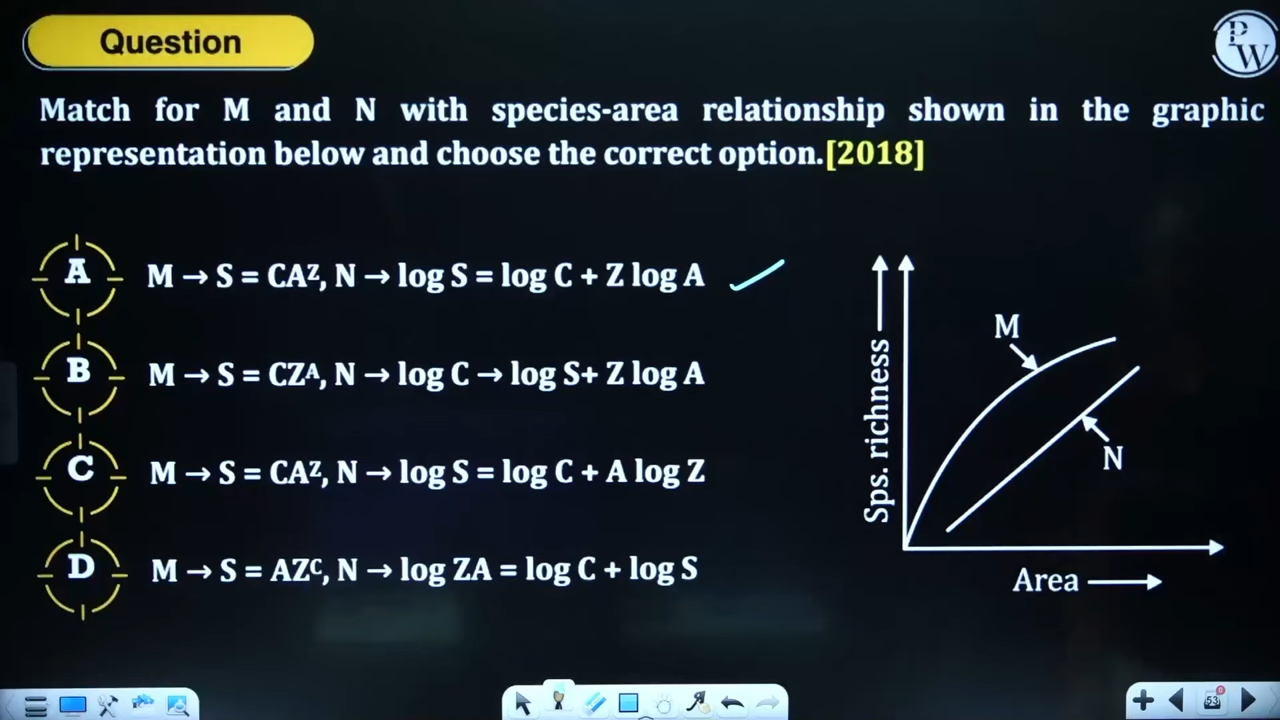 Question
PW
Match for M and N with species-area relationship shown in the graphic
representation below and choose the correct option.[2018]
A M → S = CAᶻ, N → log S = log C + Z log A
B M → S = CZᴬ, N → log C → log S+ Z log A
C M → S = CAᶻ, N → log S = log C + A log Z
D M → S = AZᶜ, N → log ZA = log C + log S
M
N
Sps. richness
Area
53